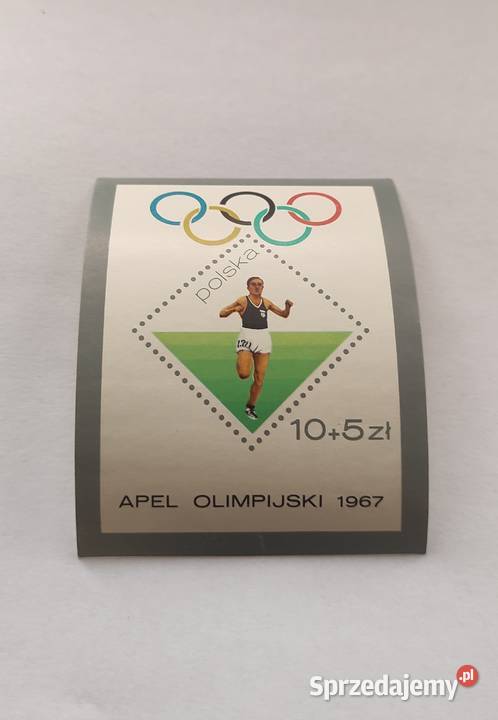 polska
10+5 zł
APEL OLIMPIJSKI 1967
Sprzedajemy.pl